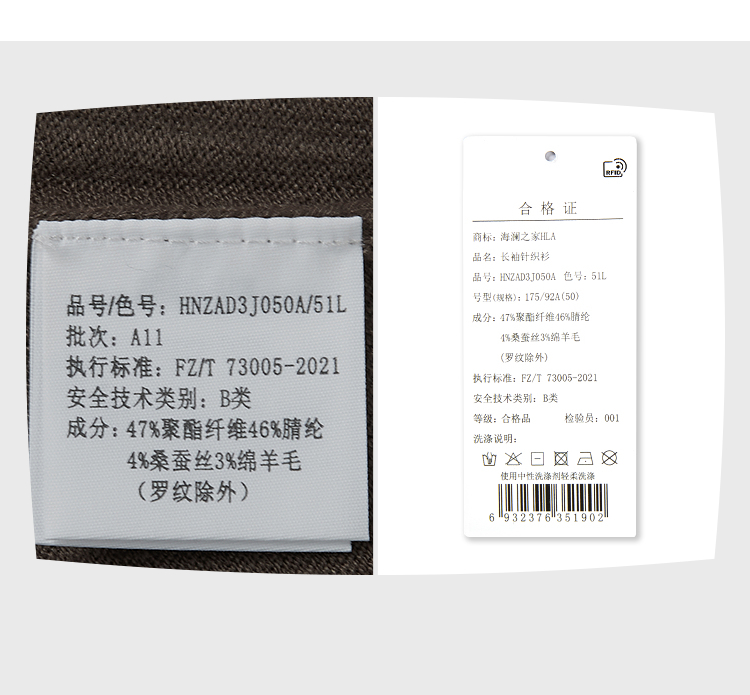 品号/色号：HNZAD3J050A/51L
批次：A11
执行标准：FZ/T 73005-2021
安全技术类别：B类
成分：47%聚酯纤维46%腈纶
4%桑蚕丝3%绵羊毛
（罗纹除外）
RFID
合格证
商标：海澜之家HLA
品名：长袖针织衫
品号：HNZAD3J050A 色号：51L
号型(规格)：175/92A(50)
成分：47%聚酯纤维46%腈纶
4%桑蚕丝3%绵羊毛
(罗纹除外)
执行标准：FZ/T 73005-2021
安全技术类别：B类
等级：合格品 检验员：001
洗涤说明：
使用中性洗涤剂轻柔洗涤
6 932376 351902